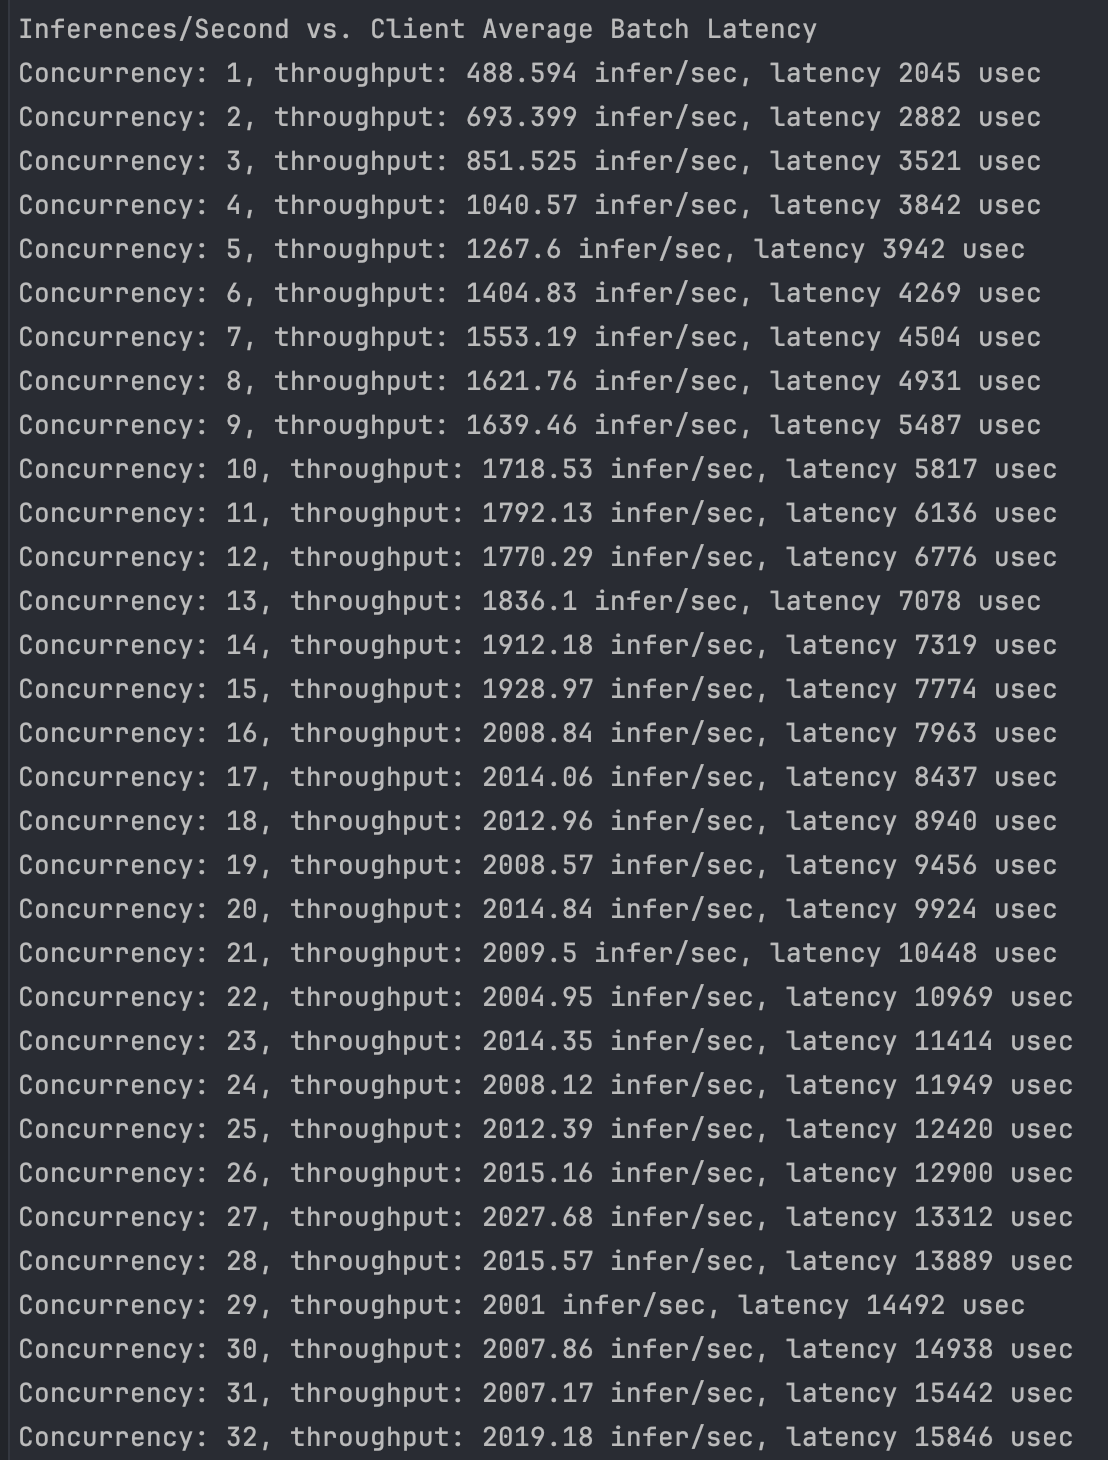 Inferences/Second vs. Client Average Batch Latency
Concurrency: 1, throughput: 488.594 infer/sec, latency 2045 usec
Concurrency: 2, throughput: 693.399 infer/sec, latency 2882 usec
Concurrency: 3, throughput: 851.525 infer/sec, latency 3521 usec
Concurrency: 4, throughput: 1040.57 infer/sec, latency 3842 usec
Concurrency: 5, throughput: 1267.6 infer/sec, latency 3942 usec
Concurrency: 6, throughput: 1404.83 infer/sec, latency 4269 usec
Concurrency: 7, throughput: 1553.19 infer/sec, latency 4504 usec
Concurrency: 8, throughput: 1621.76 infer/sec, latency 4931 usec
Concurrency: 9, throughput: 1639.46 infer/sec, latency 5487 usec
Concurrency: 10, throughput: 1718.53 infer/sec, latency 5817 usec
Concurrency: 11, throughput: 1792.13 infer/sec, latency 6136 usec
Concurrency: 12, throughput: 1770.29 infer/sec, latency 6776 usec
Concurrency: 13, throughput: 1836.1 infer/sec, latency 7078 usec
Concurrency: 14, throughput: 1912.18 infer/sec, latency 7319 usec
Concurrency: 15, throughput: 1928.97 infer/sec, latency 7774 usec
Concurrency: 16, throughput: 2008.84 infer/sec, latency 7963 usec
Concurrency: 17, throughput: 2014.06 infer/sec, latency 8437 usec
Concurrency: 18, throughput: 2012.96 infer/sec, latency 8940 usec
Concurrency: 19, throughput: 2008.57 infer/sec, latency 9456 usec
Concurrency: 20, throughput: 2014.84 infer/sec, latency 9924 usec
Concurrency: 21, throughput: 2009.5 infer/sec, latency 10448 usec
Concurrency: 22, throughput: 2004.95 infer/sec, latency 10969 usec
Concurrency: 23, throughput: 2014.35 infer/sec, latency 11414 usec
Concurrency: 24, throughput: 2008.12 infer/sec, latency 11949 usec
Concurrency: 25, throughput: 2012.39 infer/sec, latency 12420 usec
Concurrency: 26, throughput: 2015.16 infer/sec, latency 12900 usec
Concurrency: 27, throughput: 2027.68 infer/sec, latency 13312 usec
Concurrency: 28, throughput: 2015.57 infer/sec, latency 13889 usec
Concurrency: 29, throughput: 2001 infer/sec, latency 14492 usec
Concurrency: 30, throughput: 2007.86 infer/sec, latency 14938 usec
Concurrency: 31, throughput: 2007.17 infer/sec, latency 15442 usec
Concurrency: 32, throughput: 2019.18 infer/sec, latency 15846 usec